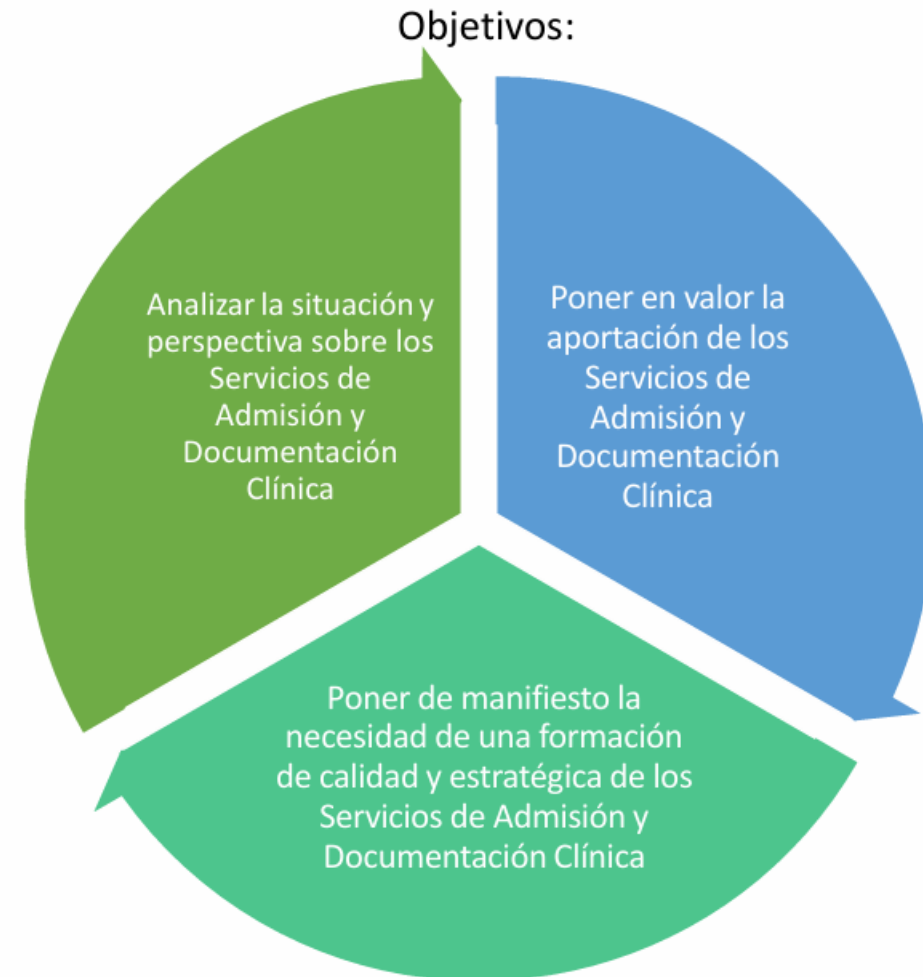 Objetivos:
Analizar la situación y
perspectiva sobre los
Servicios de
Admisión y
Documentación
Clínica
Poner en valor la
aportación de los
Servicios de
Admisión y
Documentación
Clínica
Poner de manifiesto la
necesidad de una formación
de calidad y estratégica de los
Servicios de Admisión y
Documentación Clínica